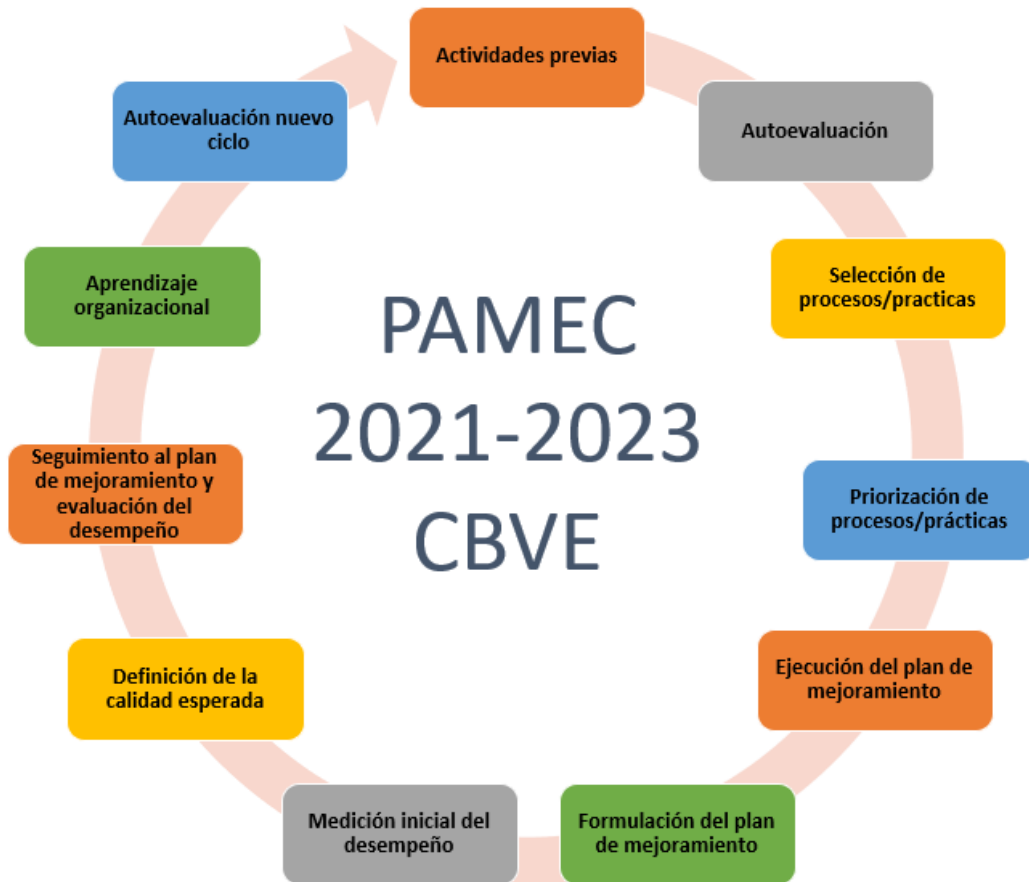 Actividades previas
Autoevaluación
Selección de
procesos/practicas
Priorización de
procesos/prácticas
Ejecución del plan de
mejoramiento
Formulación del plan
de mejoramiento
Medición inicial del
desempeño
Definición de la
calidad esperada
Seguimiento al plan
de mejoramiento y
evaluación del
desempeño
Aprendizaje
organizacional
Autoevaluación nuevo
ciclo
PAMEC
2021-2023
CBVE